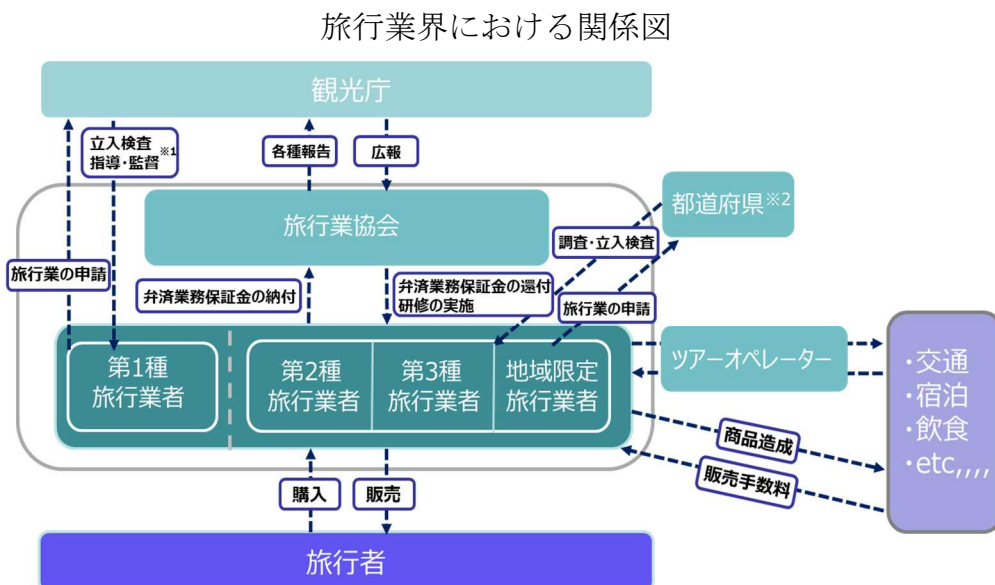 旅行業界における関係図
観光庁
立入検査
指導・監督※1
各種報告
広報
旅行業協会
都道府県※2
調査・立入検査
旅行業の申請
弁済業務保証金の納付
弁済業務保証金の還付
研修の実施
旅行業の申請
第1種
旅行業者
第2種
旅行業者
第3種
旅行業者
地域限定
旅行業者
ツアーオペレーター
・交通
・宿泊
・飲食
・etc,,,,
商品造成
販売手数料
購入
販売
旅行者